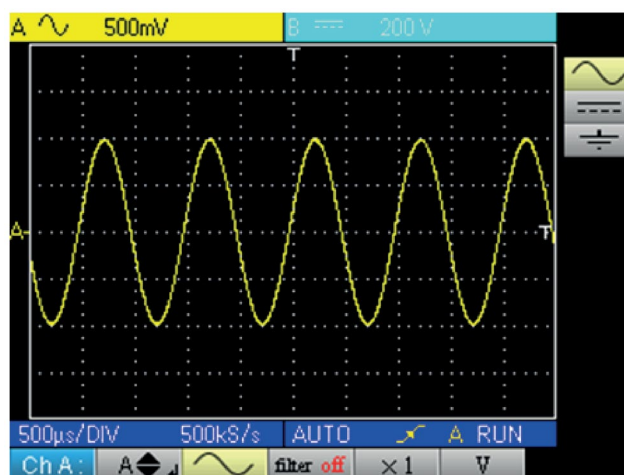 A 500mV B 200 V
T
A T
500µs/DIV 500kS/s AUTO A RUN
Ch A : A filter off ×1 V